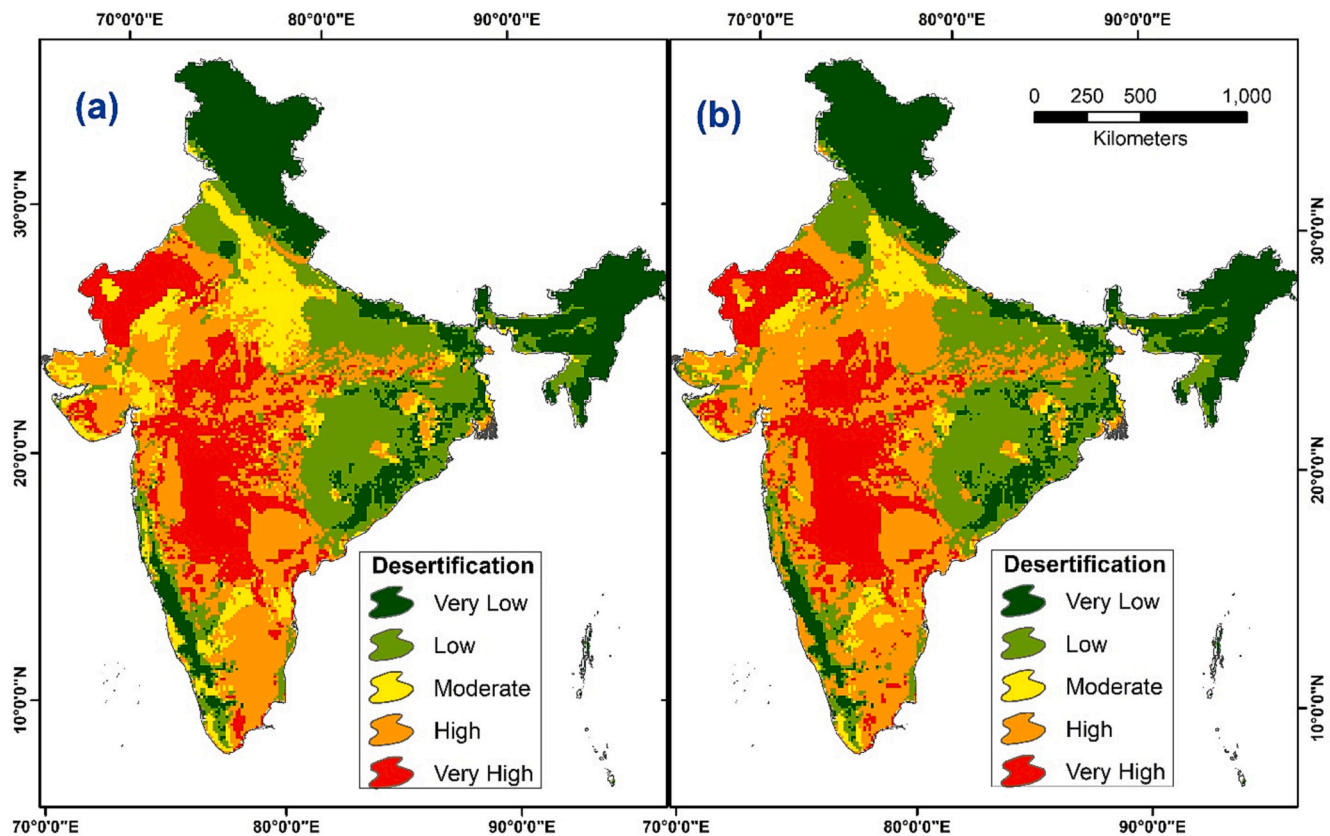 70°0'0"E 80°0'0"E 90°0'0"E 70°0'0"E 80°0'0"E 90°0'0"E
(a)
(b)
0 250 500 1,000
Kilometers
30°0'0"N
20°0'0"N
10°0'0"N
30°0'0"N
20°0'0"N
10°0'0"N
Desertification
Very Low
Low
Moderate
High
Very High
Desertification
Very Low
Low
Moderate
High
Very High
70°0'0"E 80°0'0"E 90°0'0"E 80°0'0"E 90°0'0"E